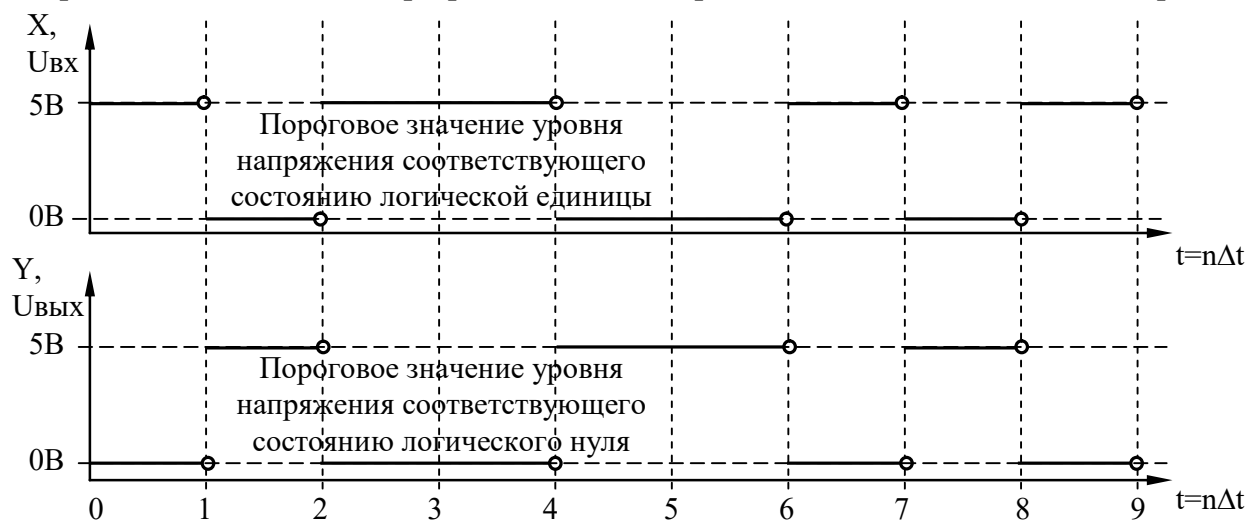 X,
Uвх
5В
Пороговое значение уровня
напряжения соответствующего
состоянию логической единицы
0В
t=nΔt
Y,
Uвых
5В
Пороговое значение уровня
напряжения соответствующего
состоянию логического нуля
0В
0 1 2 3 4 5 6 7 8 9 t=nΔt